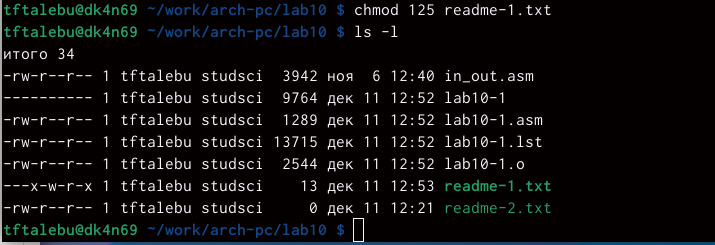 tftalebu@dk4n69 ~/work/arch-pc/lab10 $ chmod 125 readme-1.txt
tftalebu@dk4n69 ~/work/arch-pc/lab10 $ ls -l
итого 34
-rw-r--r-- 1 tftalebu studsci  3942 ноя  6 12:40 in_out.asm
---------- 1 tftalebu studsci  9764 дек 11 12:52 lab10-1
-rw-r--r-- 1 tftalebu studsci  1289 дек 11 12:52 lab10-1.asm
-rw-r--r-- 1 tftalebu studsci 13715 дек 11 12:52 lab10-1.lst
-rw-r--r-- 1 tftalebu studsci  2544 дек 11 12:52 lab10-1.o
---x-w-r-x 1 tftalebu studsci    13 дек 11 12:53 readme-1.txt
-rw-r--r-- 1 tftalebu studsci     0 дек 11 12:21 readme-2.txt
tftalebu@dk4n69 ~/work/arch-pc/lab10 $